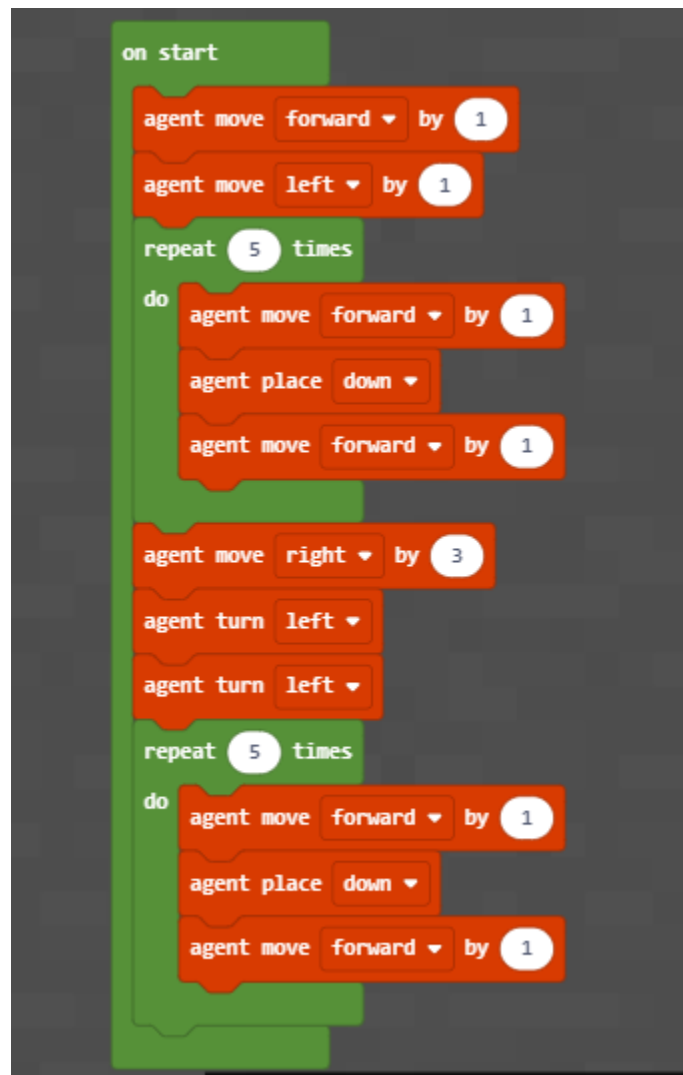 on start
agent move forward by 1
agent move left by 1
repeat 5 times
do
agent move forward by 1
agent place down
agent move forward by 1
agent move right by 3
agent turn left
agent turn left
repeat 5 times
do
agent move forward by 1
agent place down
agent move forward by 1